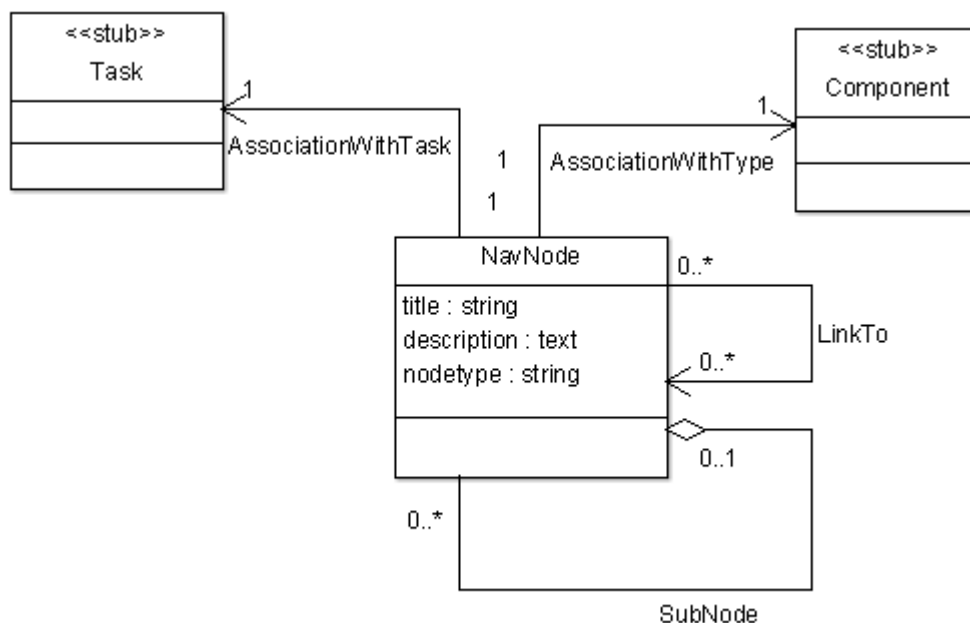 <<stub>>
Task
<<stub>>
Component
1
1
AssociationWithTask
1
AssociationWithType
1
NavNode
0..*
title : string
description : text
nodetype : string
LinkTo
0..*
0..1
0..*
SubNode